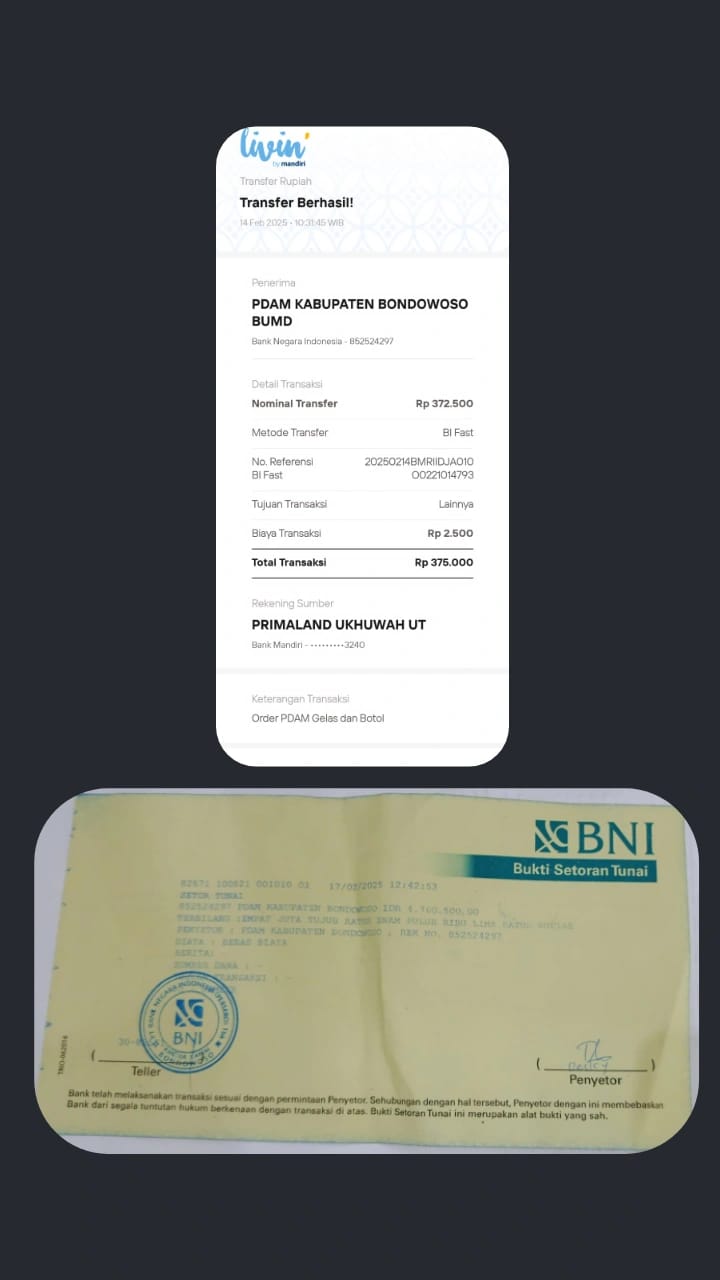 livin'
by mandiri
Transfer Rupiah
Transfer Berhasil!
14 Feb 2025 • 10:31:45 WIB
Penerima
PDAM KABUPATEN BONDOWOSO
BUMD
Bank Negara Indonesia - 852524297
Detail Transaksi
Nominal Transfer Rp 372.500
Metode Transfer BI Fast
No. Referensi 20250214BMRIIDJA010
BI Fast O0221014793
Tujuan Transaksi Lainnya
Biaya Transaksi Rp 2.500
Total Transaksi Rp 375.000
Rekening Sumber
PRIMALAND UKHUWAH UT
Bank Mandiri - •••••••••3240
Keterangan Transaksi
Order PDAM Gelas dan Botol
BNI
Bukti Setoran Tunai
82671 100821 001010 01 17/02/2025 12:42:53
SETOR TUNAI
852524297 PDAM KABUPATEN BONDOWOSO IDR 4.760.500,00
TERBILANG :EMPAT JUTA TUJUH RATUS ENAM PULUH RIBU LIMA RATUS RUPIAH
PENYETOR : PDAM KABUPATEN BONDOWOSO , REK NO. 852524297
BIAYA : BEBAS BIAYA
BERITA:
SUMBER DANA : -
TRANSAKSI : -
BNI
BONDOWOSO
Teller
Penyetor
Bank telah melaksanakan transaksi sesuai dengan permintaan Penyetor. Sehubungan dengan hal tersebut, Penyetor dengan ini membebaskan
Bank dari segala tuntutan hukum berkenaan dengan transaksi di atas. Bukti Setoran Tunai ini merupakan alat bukti yang sah.